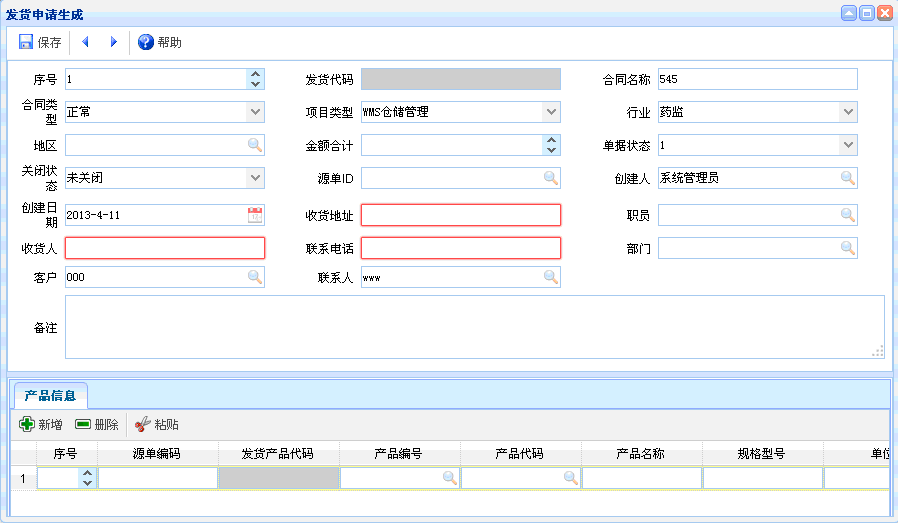 发货申请生成
保存 帮助
序号 1 发货代码 合同名称 545
合同类型 正常 项目类型 WMS仓储管理 行业 药监
地区 金额合计 单据状态 1
关闭状态 未关闭 源单ID 创建人 系统管理员
创建日期 2013-4-11 收货地址 职员
收货人 联系电话 部门
客户 000 联系人 www
备注
产品信息
新增 删除 粘贴
序号 源单编码 发货产品代码 产品编号 产品代码 产品名称 规格型号 单位
1